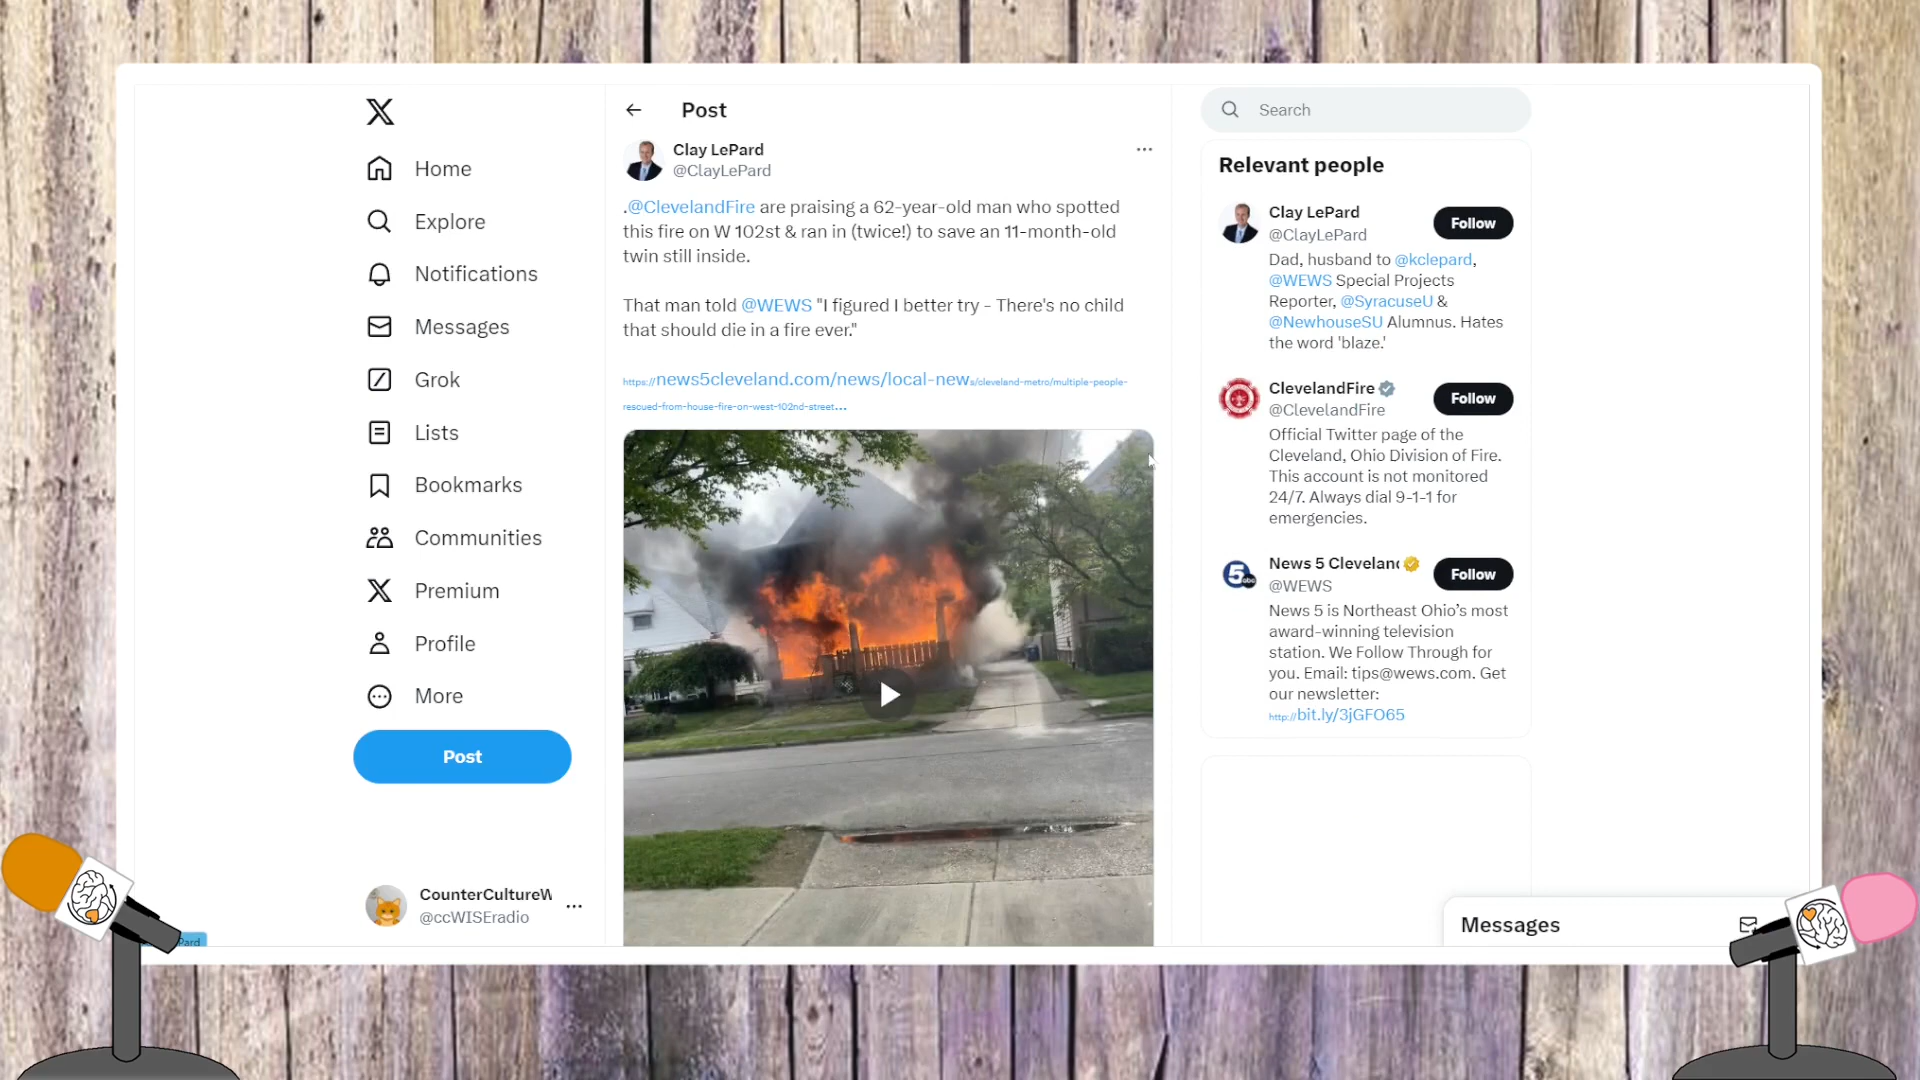 Post
Clay LePard
@ClayLePard
.@ClevelandFire are praising a 62-year-old man who spotted
this fire on W 102st & ran in (twice!) to save an 11-month-old
twin still inside.
That man told @WEWS "I figured I better try - There's no child
that should die in a fire ever."
https://news5cleveland.com/news/local-news/cleveland-metro/multiple-people-
rescued-from-house-fire-on-west-102nd-street…
Home
Explore
Notifications
Messages
Grok
Lists
Bookmarks
Communities
Premium
Profile
More
Post
CounterCultureW
@ccWISEradio
Search
Relevant people
Clay LePard
@ClayLePard
Follow
Dad, husband to @kclepard,
@WEWS Special Projects
Reporter, @SyracuseU &
@NewhouseSU Alumnus. Hates
the word 'blaze.'
ClevelandFire
@ClevelandFire
Follow
Official Twitter page of the
Cleveland, Ohio Division of Fire.
This account is not monitored
24/7. Always dial 9-1-1 for
emergencies.
News 5 Cleveland
@WEWS
Follow
News 5 is Northeast Ohio’s most
award-winning television
station. We Follow Through for
you. Email: tips@wews.com. Get
our newsletter:
http://bit.ly/3jGFO65
5abc
Messages
Pard